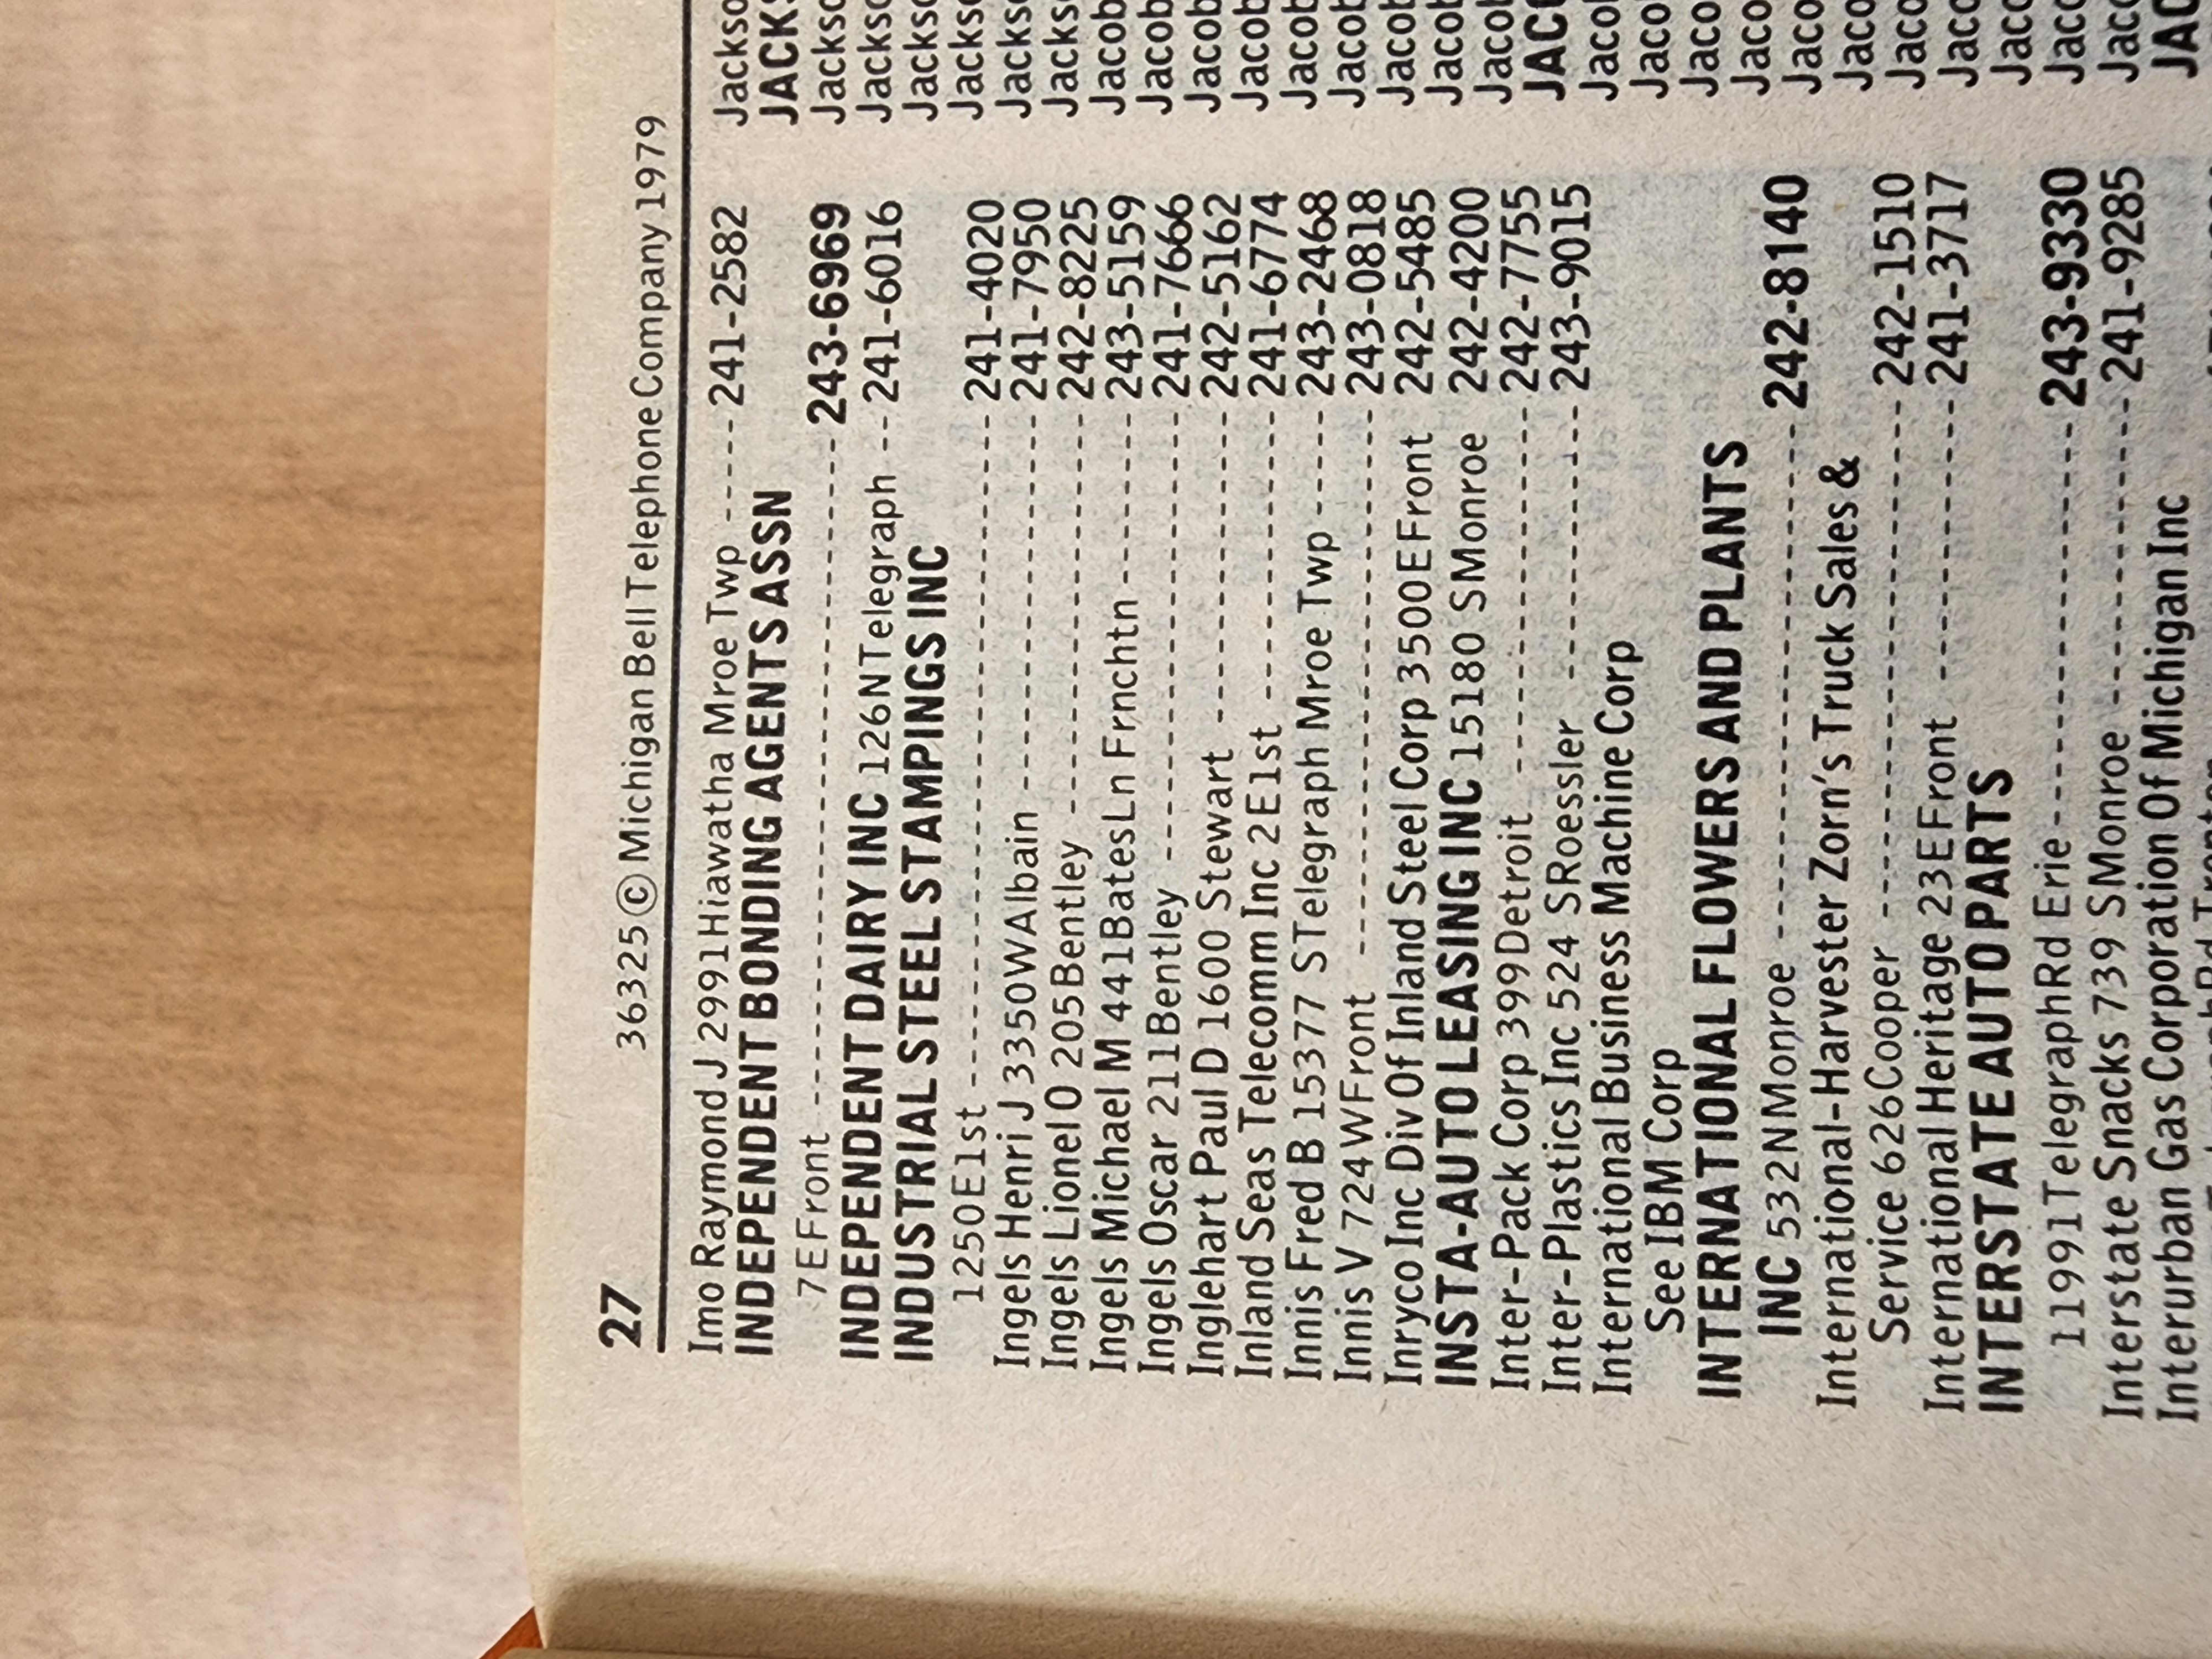 27
36325 © Michigan Bell Telephone Company 1979
Imo Raymond J 2991 Hiawatha Mroe Twp ----- 241-2582
INDEPENDENT BONDING AGENTS ASSN
7 E Front ---------------------- 243-6969
INDEPENDENT DAIRY INC 126 N Telegraph -- 241-6016
INDUSTRIAL STEEL STAMPINGS INC
1250 E 1st ---------------------- 241-4020
Ingels Henri J 3350 W Albain ------------- 241-7950
Ingels Lionel O 205 Bentley -------------- 242-8225
Ingels Michael M 441 Bates Ln Frnchtn ------ 243-5159
Ingels Oscar 211 Bentley ---------------- 241-7666
Inglehart Paul D 1600 Stewart ----------- 242-5162
Inland Seas Telecomm Inc 2 E 1st --------- 241-6774
Innis Fred B 15377 S Telegraph Mroe Twp ----- 243-2468
Innis V 724 W Front -------------------- 243-0818
Inryco Inc Div Of Inland Steel Corp 3500 E Front 242-5485
INSTA-AUTO LEASING INC 15180 S Monroe 242-4200
Inter-Pack Corp 399 Detroit -------------- 242-7755
Inter-Plastics Inc 524 S Roessler ---------- 243-9015
International Business Machine Corp
See IBM Corp
INTERNATIONAL FLOWERS AND PLANTS
INC 532 N Monroe ------------------ 242-8140
International-Harvester Zorn's Truck Sales &
Service 626 Cooper ------------------ 242-1510
International Heritage 23 E Front ---------- 241-3717
INTERSTATE AUTO PARTS
11991 Telegraph Rd Erie -------------- 243-9330
Interstate Snacks 739 S Monroe ---------- 241-9285
Interurban Gas Corporation Of Michigan Inc